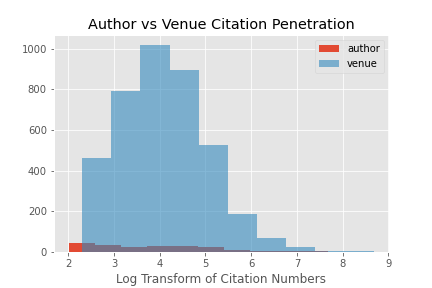 Author vs Venue Citation Penetration
author
venue
1000
800
600
400
200
0
2 3 4 5 6 7 8 9
Log Transform of Citation Numbers